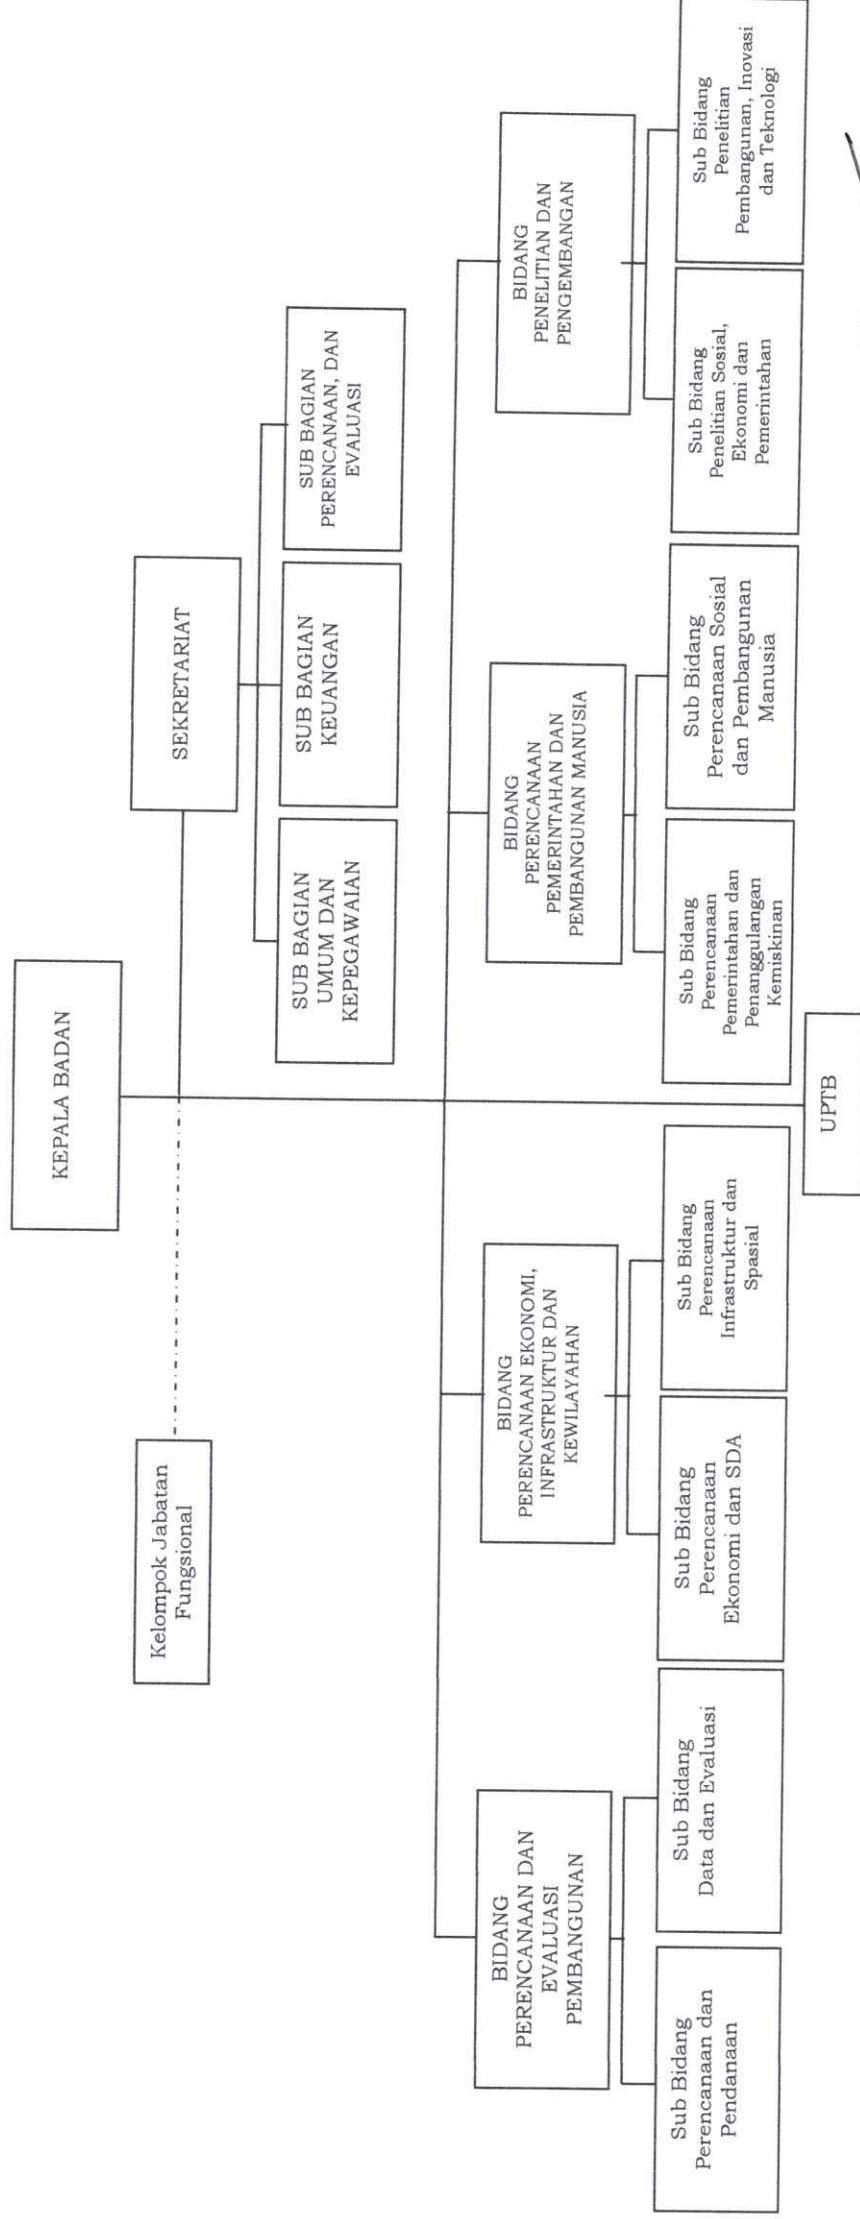 KEPALA BADAN
Kelompok Jabatan
Fungsional
SEKRETARIAT
SUB BAGIAN
UMUM DAN
KEPEGAWAIAN
SUB BAGIAN
KEUANGAN
SUB BAGIAN
PERENCANAAN, DAN
EVALUASI
BIDANG
PERENCANAAN DAN
EVALUASI
PEMBANGUNAN
BIDANG
PERENCANAAN EKONOMI,
INFRASTRUKTUR DAN
KEWILAYAHAN
BIDANG
PERENCANAAN
PEMERINTAHAN DAN
PEMBANGUNAN MANUSIA
BIDANG
PENELITIAN DAN
PENGEMBANGAN
Sub Bidang
Perencanaan dan
Pendanaan
Sub Bidang
Data dan Evaluasi
Sub Bidang
Perencanaan
Ekonomi dan SDA
Sub Bidang
Perencanaan
Infrastruktur dan
Spasial
Sub Bidang
Perencanaan
Pemerintahan dan
Penanggulangan
Kemiskinan
Sub Bidang
Perencanaan Sosial
dan Pembangunan
Manusia
Sub Bidang
Penelitian Sosial,
Ekonomi dan
Pemerintahan
Sub Bidang
Penelitian
Pembangunan, Inovasi
dan Teknologi
UPTB